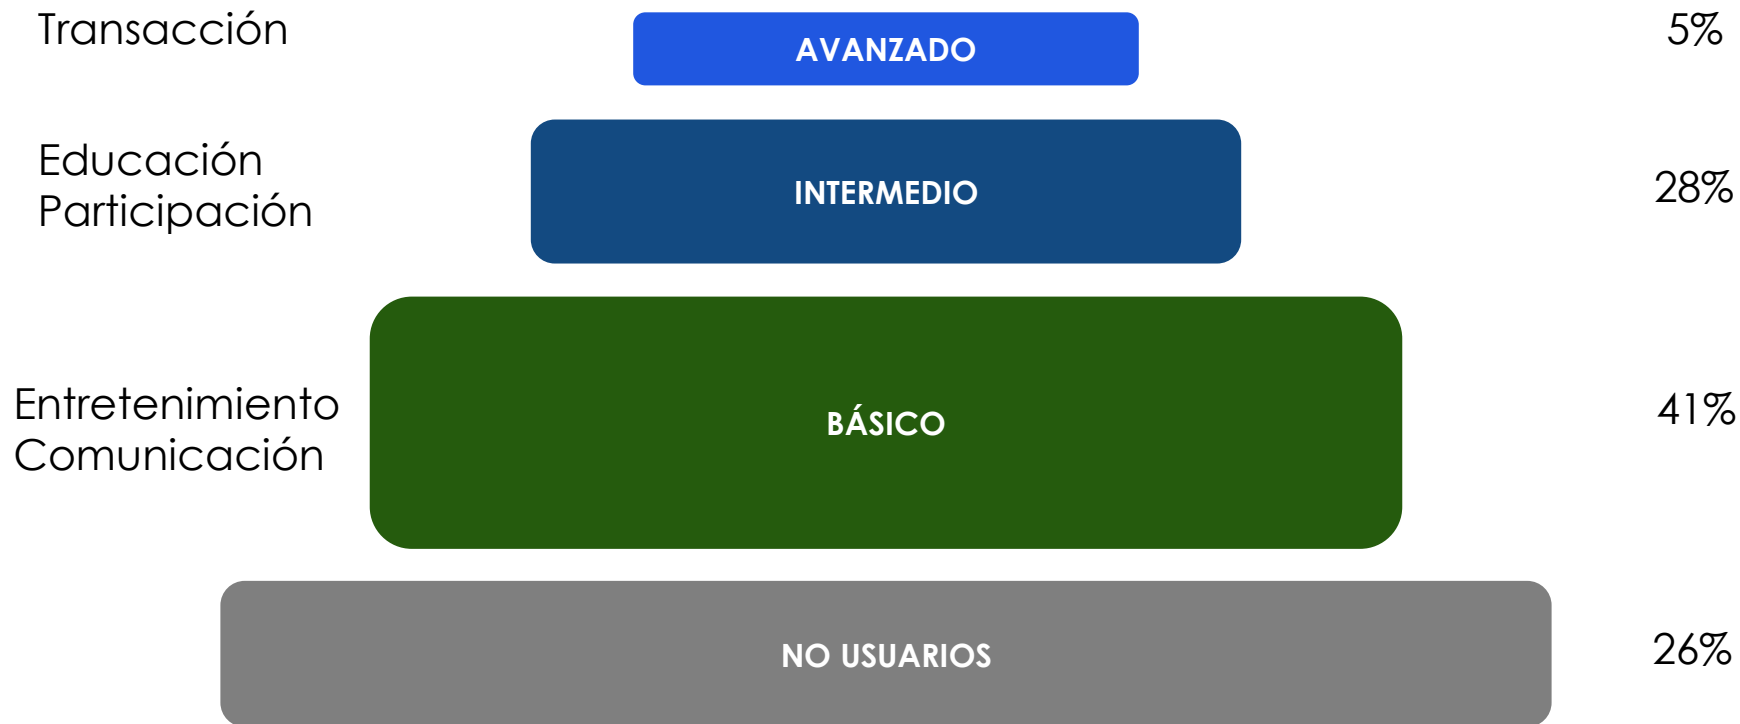 Transacción
AVANZADO
5%
Educación
Participación
INTERMEDIO
28%
Entretenimiento
Comunicación
BÁSICO
41%
NO USUARIOS
26%